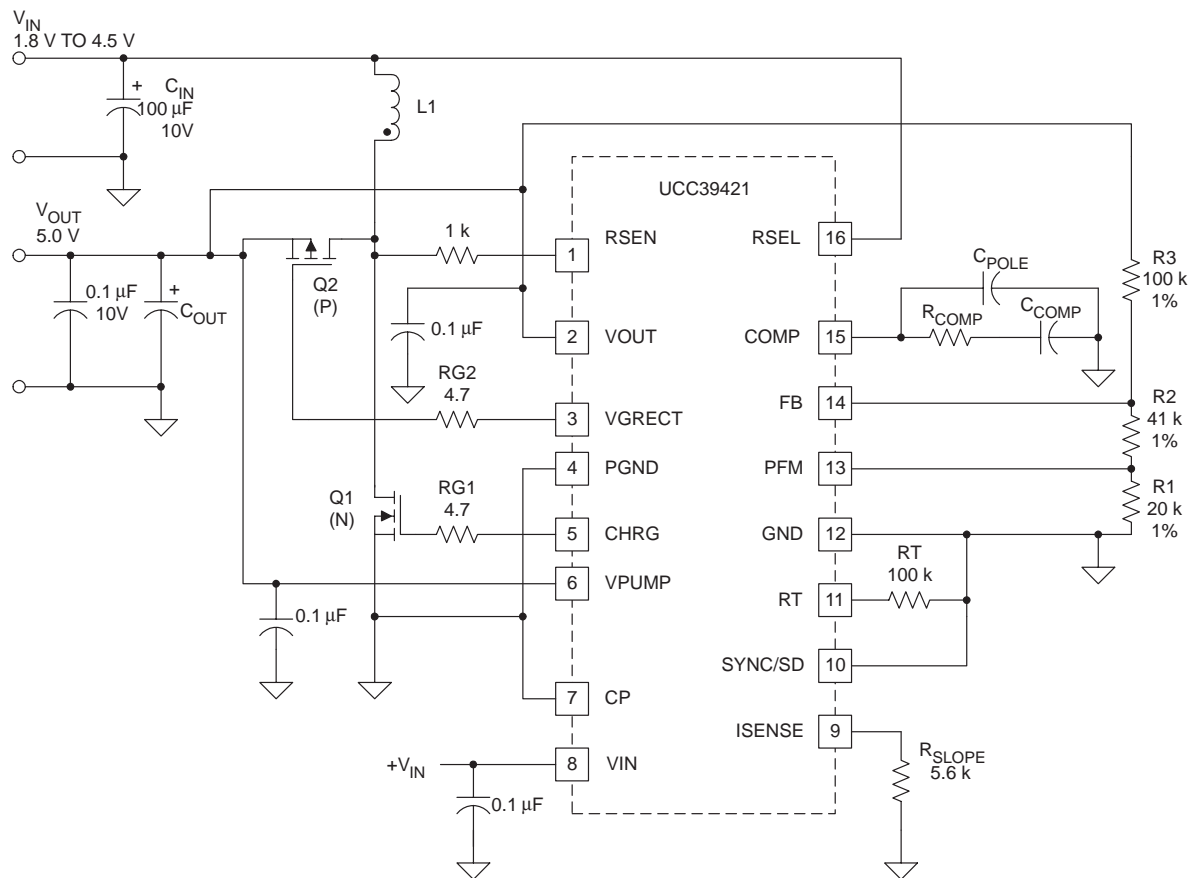 VIN
1.8 V TO 4.5 V
+
CIN
100 µF
10V
L1
VOUT
5.0 V
0.1 µF
10V
+
COUT
Q2
(P)
1 k
0.1 µF
RG2
4.7
Q1
(N)
RG1
4.7
0.1 µF
+VIN
0.1 µF
UCC39421
1
RSEN
2
VOUT
3
VGRECT
4
PGND
5
CHRG
6
VPUMP
7
CP
8
VIN
RSEL
16
COMP
15
FB
14
PFM
13
GND
12
RT
11
SYNC/SD
10
ISENSE
9
CPOLE
RCOMP
CCOMP
R3
100 k
1%
R2
41 k
1%
R1
20 k
1%
RT
100 k
RSLOPE
5.6 k